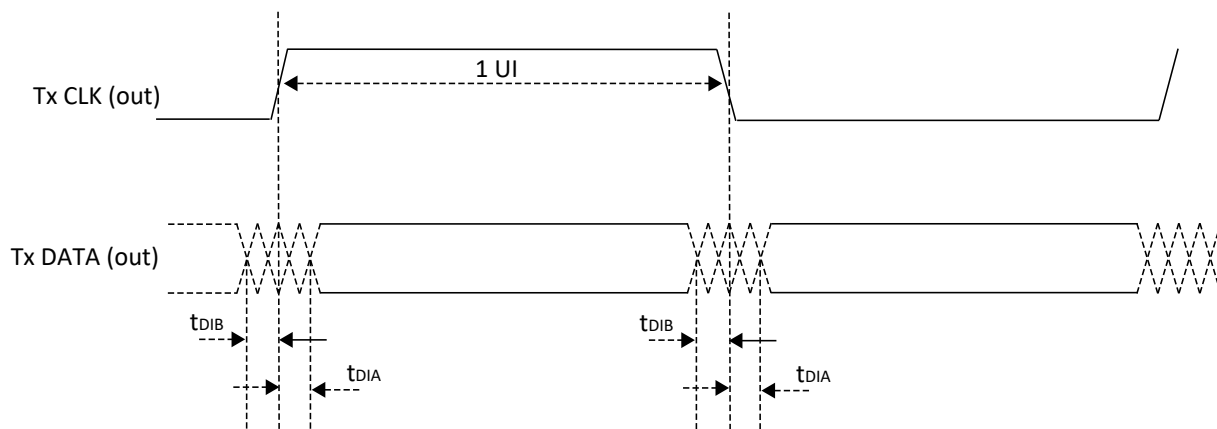 1 UI
Tx CLK (out)
Tx DATA (out)
tDIB
tDIB
tDIA
tDIA